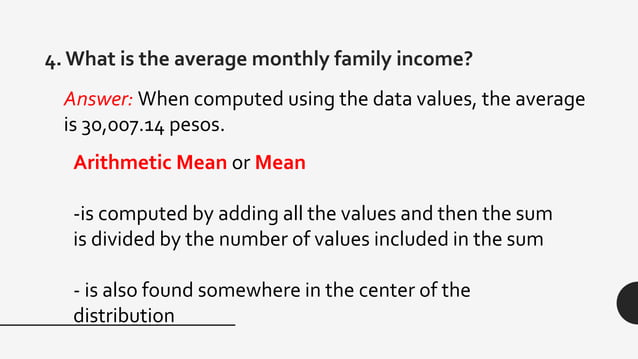 4. What is the average monthly family income?
Answer: When computed using the data values, the average
is 30,007.14 pesos.
Arithmetic Mean or Mean
-is computed by adding all the values and then the sum
is divided by the number of values included in the sum
- is also found somewhere in the center of the
distribution